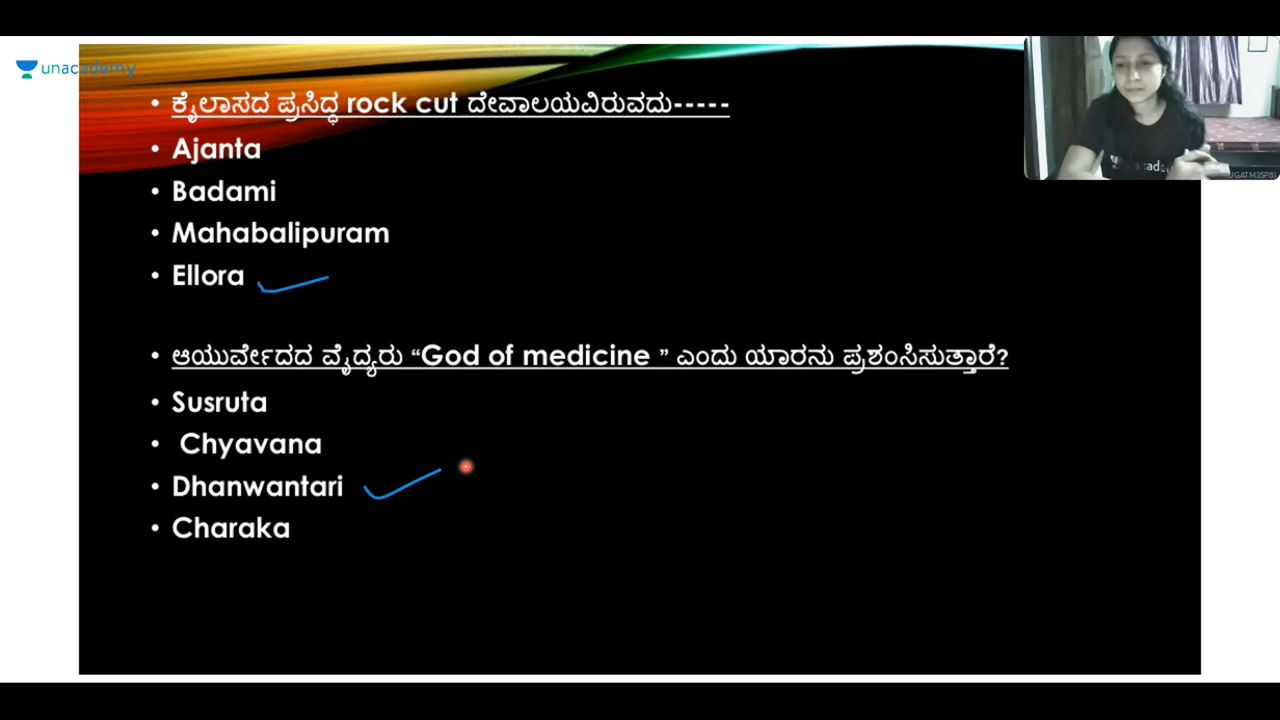 unacademy
• ಕೈಲಾಸದ ಪ್ರಸಿದ್ಧ rock cut ದೇವಾಲಯವಿರುವದು-----
• Ajanta
• Badami
• Mahabalipuram
• Ellora
• ಆಯುರ್ವೇದದ ವೈದ್ಯರು “God of medicine ” ಎಂದು ಯಾರನು ಪ್ರಶಂಸಿಸುತ್ತಾರೆ?
• Susruta
• Chyavana
• Dhanwantari
• Charaka
UGATM3SP8I